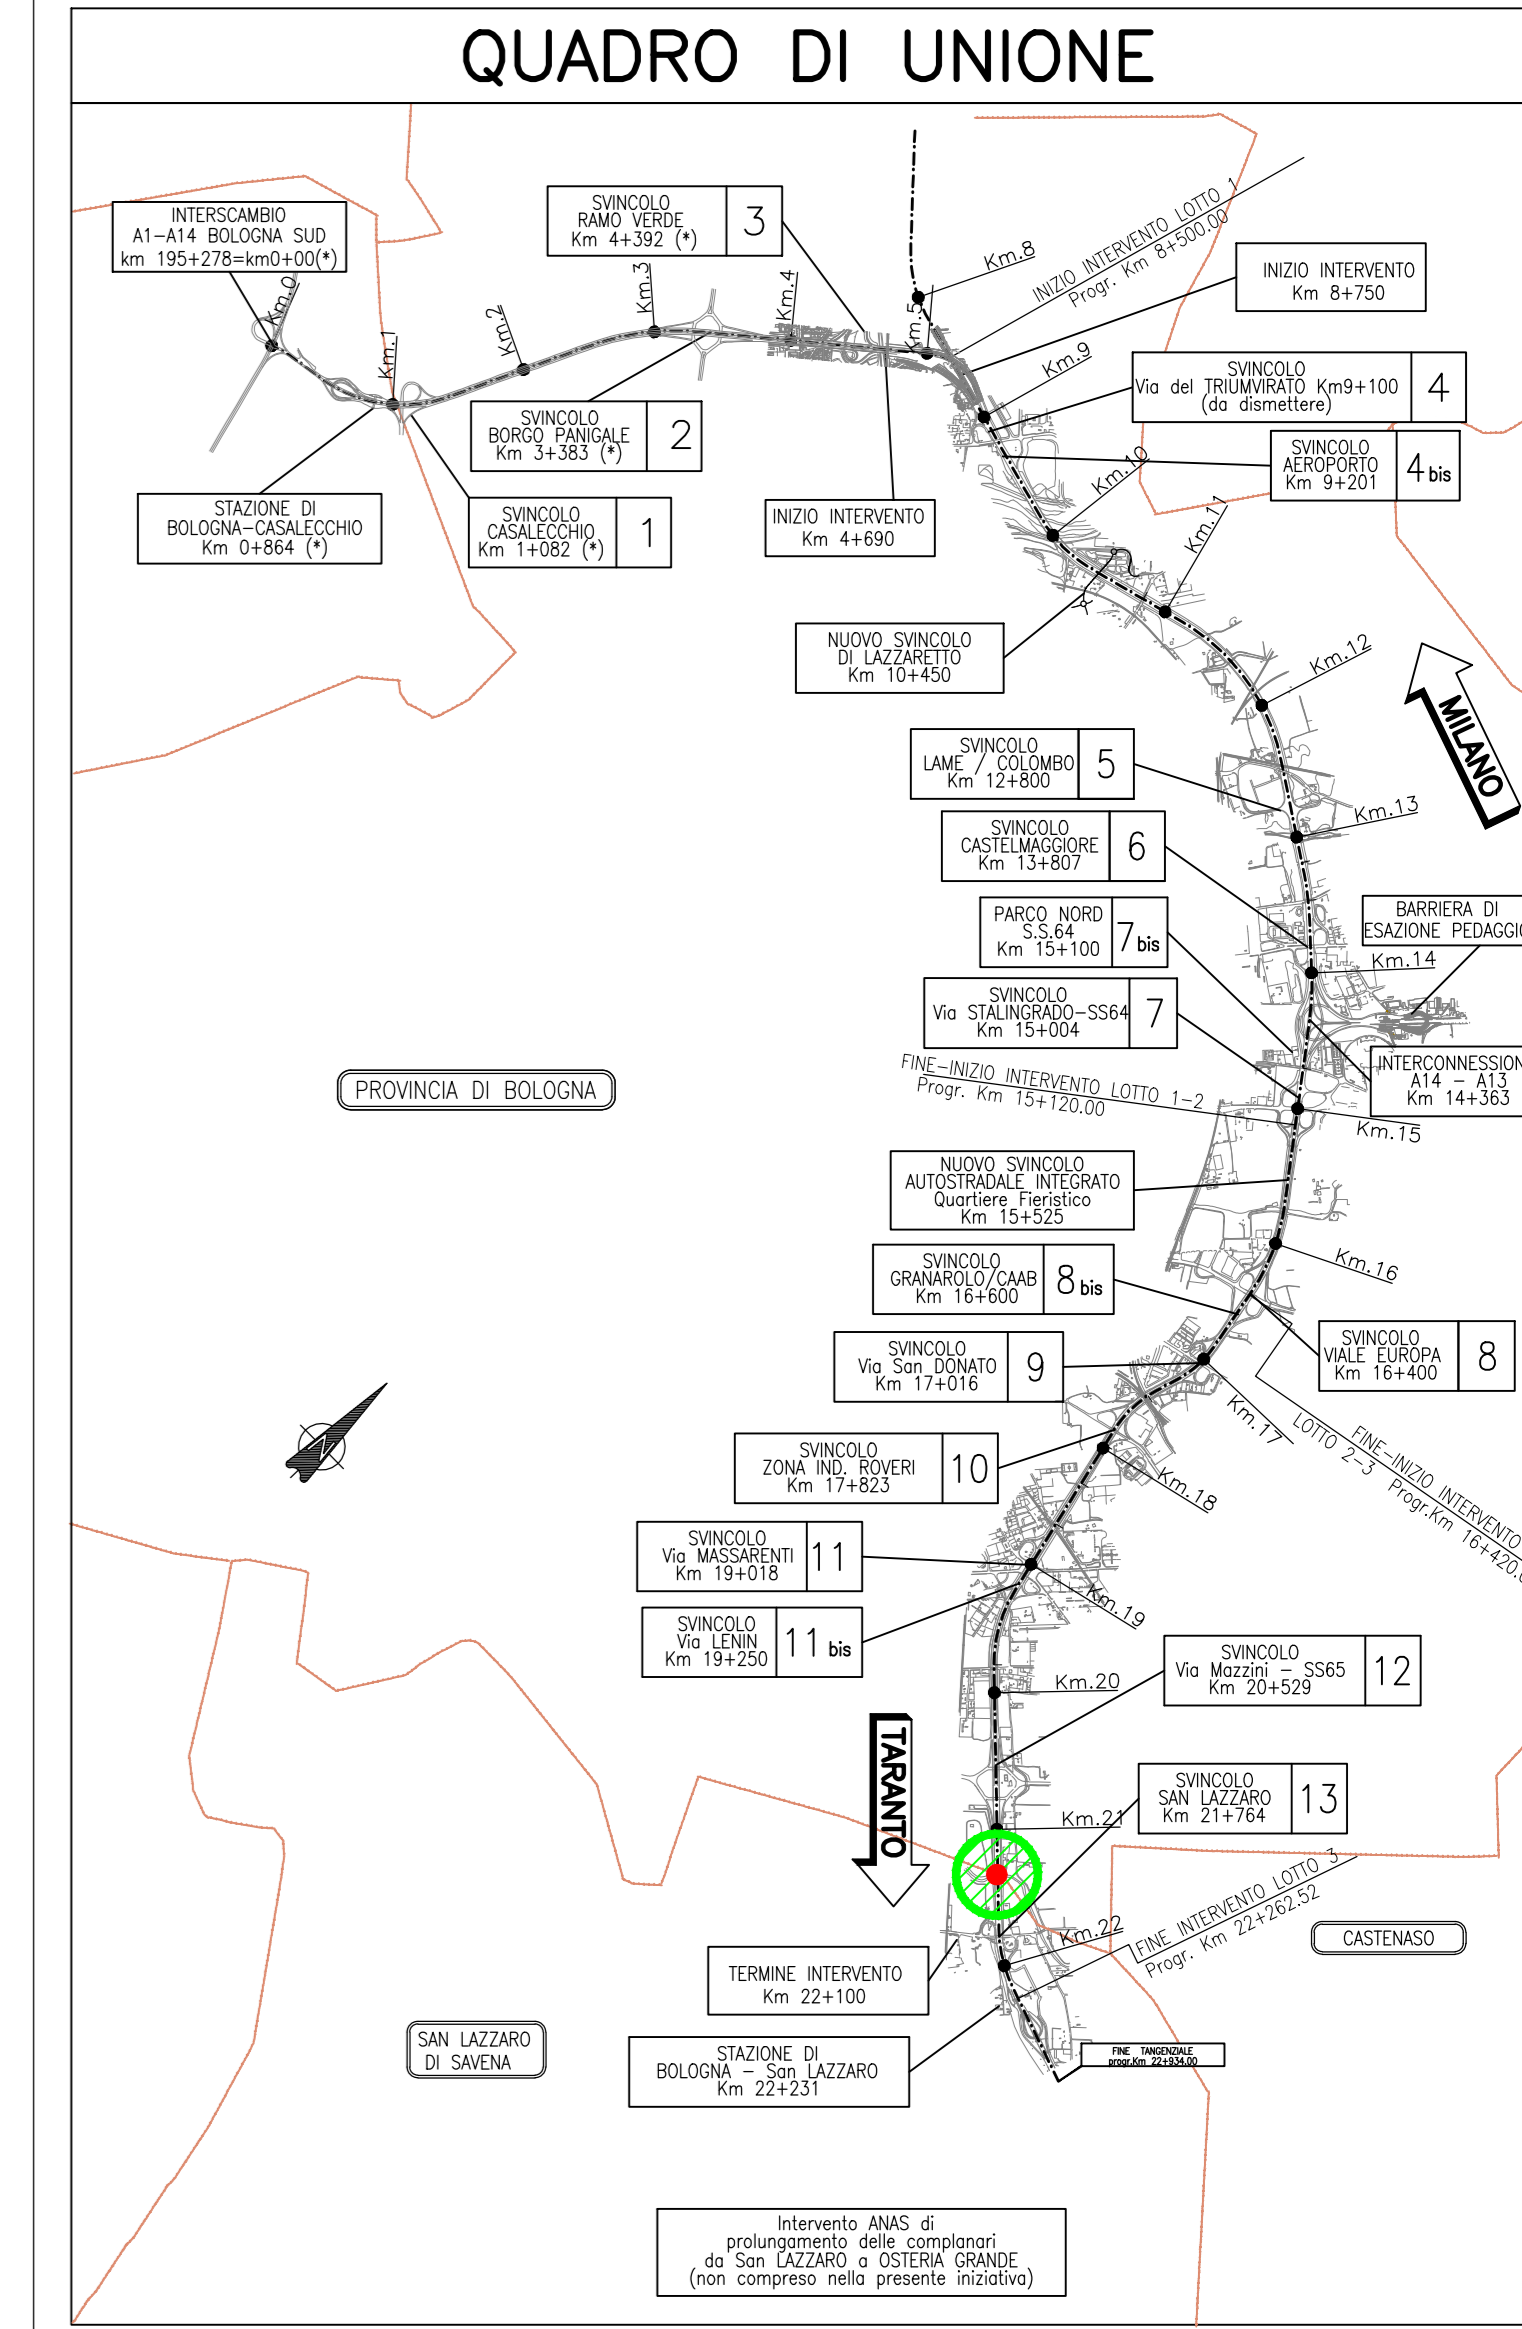 QUADRO DI UNIONE
INTERSCAMBIO
A1-A14 BOLOGNA SUD
km 195+278=km0+00(*)
SVINCOLO
RAMO VERDE
Km 4+392 (*)
3
Km.0
Km.1
Km.2
Km.3
Km.4
Km.5
Km.8
INIZIO INTERVENTO LOTTO 1
Progr. Km 8+500.00
INIZIO INTERVENTO
Km 8+750
Km.9
SVINCOLO
Via del TRIUMVIRATO Km9+100
(da dismettere)
4
SVINCOLO
BORGO PANIGALE
Km 3+383 (*)
2
SVINCOLO
AEROPORTO
Km 9+201
4 bis
STAZIONE DI
BOLOGNA-CASALECCHIO
Km 0+864 (*)
SVINCOLO
CASALECCHIO
Km 1+082 (*)
1
INIZIO INTERVENTO
Km 4+690
Km.10
Km.11
NUOVO SVINCOLO
DI LAZZARETTO
Km 10+450
Km.12
MILANO
SVINCOLO
LAME / COLOMBO
Km 12+800
5
Km.13
SVINCOLO
CASTELMAGGIORE
Km 13+807
6
PARCO NORD
S.S.64
Km 15+100
7 bis
BARRIERA DI
ESAZIONE PEDAGGIO
Km.14
SVINCOLO
Via STALINGRADO-SS64
Km 15+004
7
FINE-INIZIO INTERVENTO LOTTO 1-2
Progr. Km 15+120.00
INTERCONNESSION
A14 - A13
Km 14+363
Km.15
PROVINCIA DI BOLOGNA
NUOVO SVINCOLO
AUTOSTRADALE INTEGRATO
Quartiere Fieristico
Km 15+525
Km.16
SVINCOLO
GRANAROLO/CAAB
Km 16+600
8 bis
SVINCOLO
VIALE EUROPA
Km 16+400
8
SVINCOLO
Via San DONATO
Km 17+016
9
Km.17
FINE-INIZIO INTERVENTO
LOTTO 2-3 Progr.Km 16+420.
SVINCOLO
ZONA IND. ROVERI
Km 17+823
10
Km.18
SVINCOLO
Via MASSARENTI
Km 19+018
11
Km.19
SVINCOLO
Via LENIN
Km 19+250
11 bis
SVINCOLO
Via Mazzini - SS65
Km 20+529
12
Km.20
TARANTO
SVINCOLO
SAN LAZZARO
Km 21+764
13
Km.21
FINE INTERVENTO LOTTO 3
Progr. Km 22+262.52
Km.22
CASTENASO
TERMINE INTERVENTO
Km 22+100
SAN LAZZARO
DI SAVENA
STAZIONE DI
BOLOGNA - San LAZZARO
Km 22+231
FINE TANGENZIALE
progr.Km 22+934.00
Intervento ANAS di
prolungamento delle complanari
da San LAZZARO a OSTERIA GRANDE
(non compreso nella presente iniziativa)